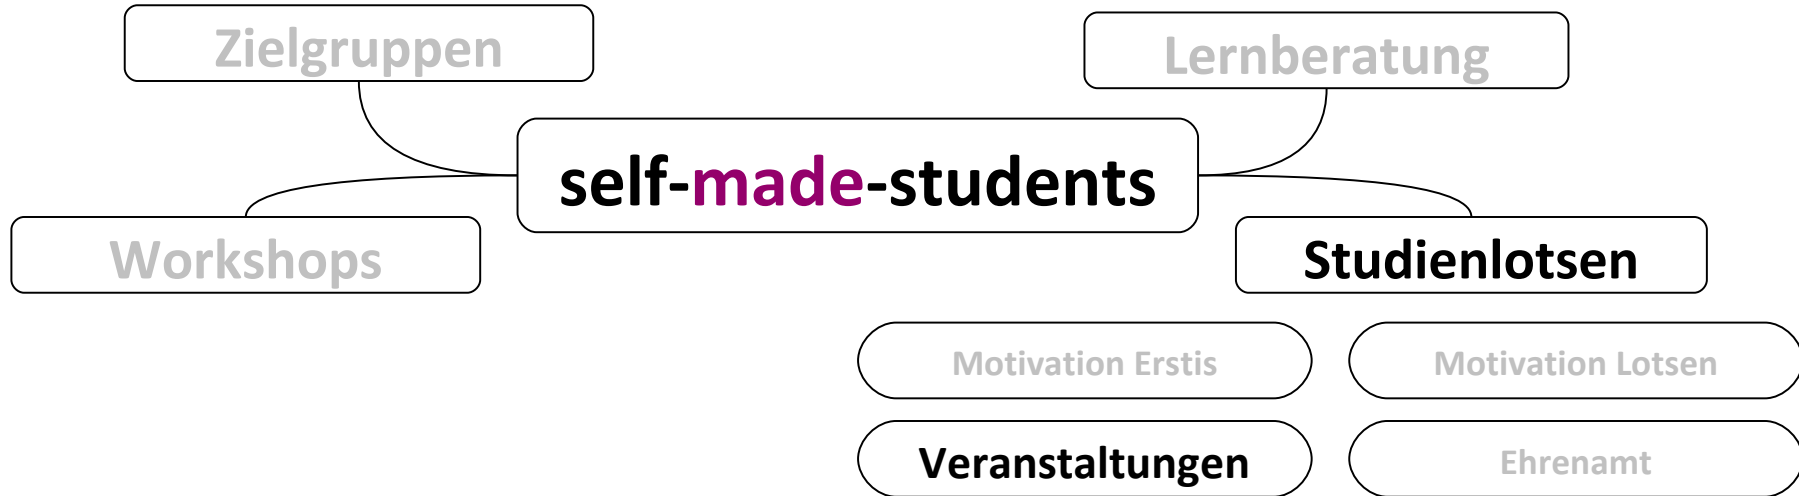 Zielgruppen
Lernberatung
self-made-students
Workshops
Studienlotsen
Motivation Erstis
Motivation Lotsen
Veranstaltungen
Ehrenamt